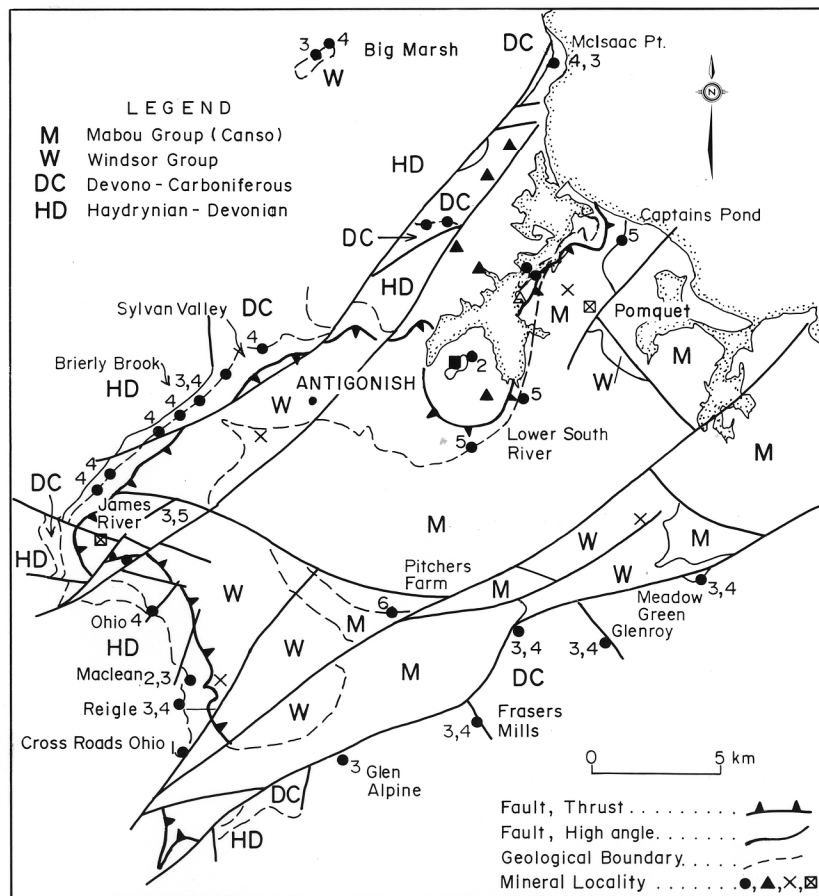 3 4
Big Marsh
W
DC
McIsaac Pt.
4,3
N
LEGEND
M Mabou Group (Canso)
W Windsor Group
DC Devono-Carboniferous
HD Haydrynian-Devonian
HD
DC
DC
HD
Captains Pond
5
M
Pomquet
M
W
Sylvan Valley
DC
4
Brierly Brook
HD
3,4
4
4
ANTIGONISH
W
2
5
5
Lower South
River
M
4
4
DC
James
River
3,5
HD
M
W
M
W
Pitchers
Farm
M
W
Meadow
Green
3,4
Ohio 4
HD
W
6
M
Glenroy
3,4
3,4
DC
Maclean 2,3
W
M
Reigle 3,4
W
Frasers
Mills
3,4
Cross Roads Ohio 1
3 Glen
Alpine
DC
HD
0 5 km
Fault, Thrust . . . . . . .
Fault, High angle . . . . .
Geological Boundary . . . .
Mineral Locality . . . . . , , ,